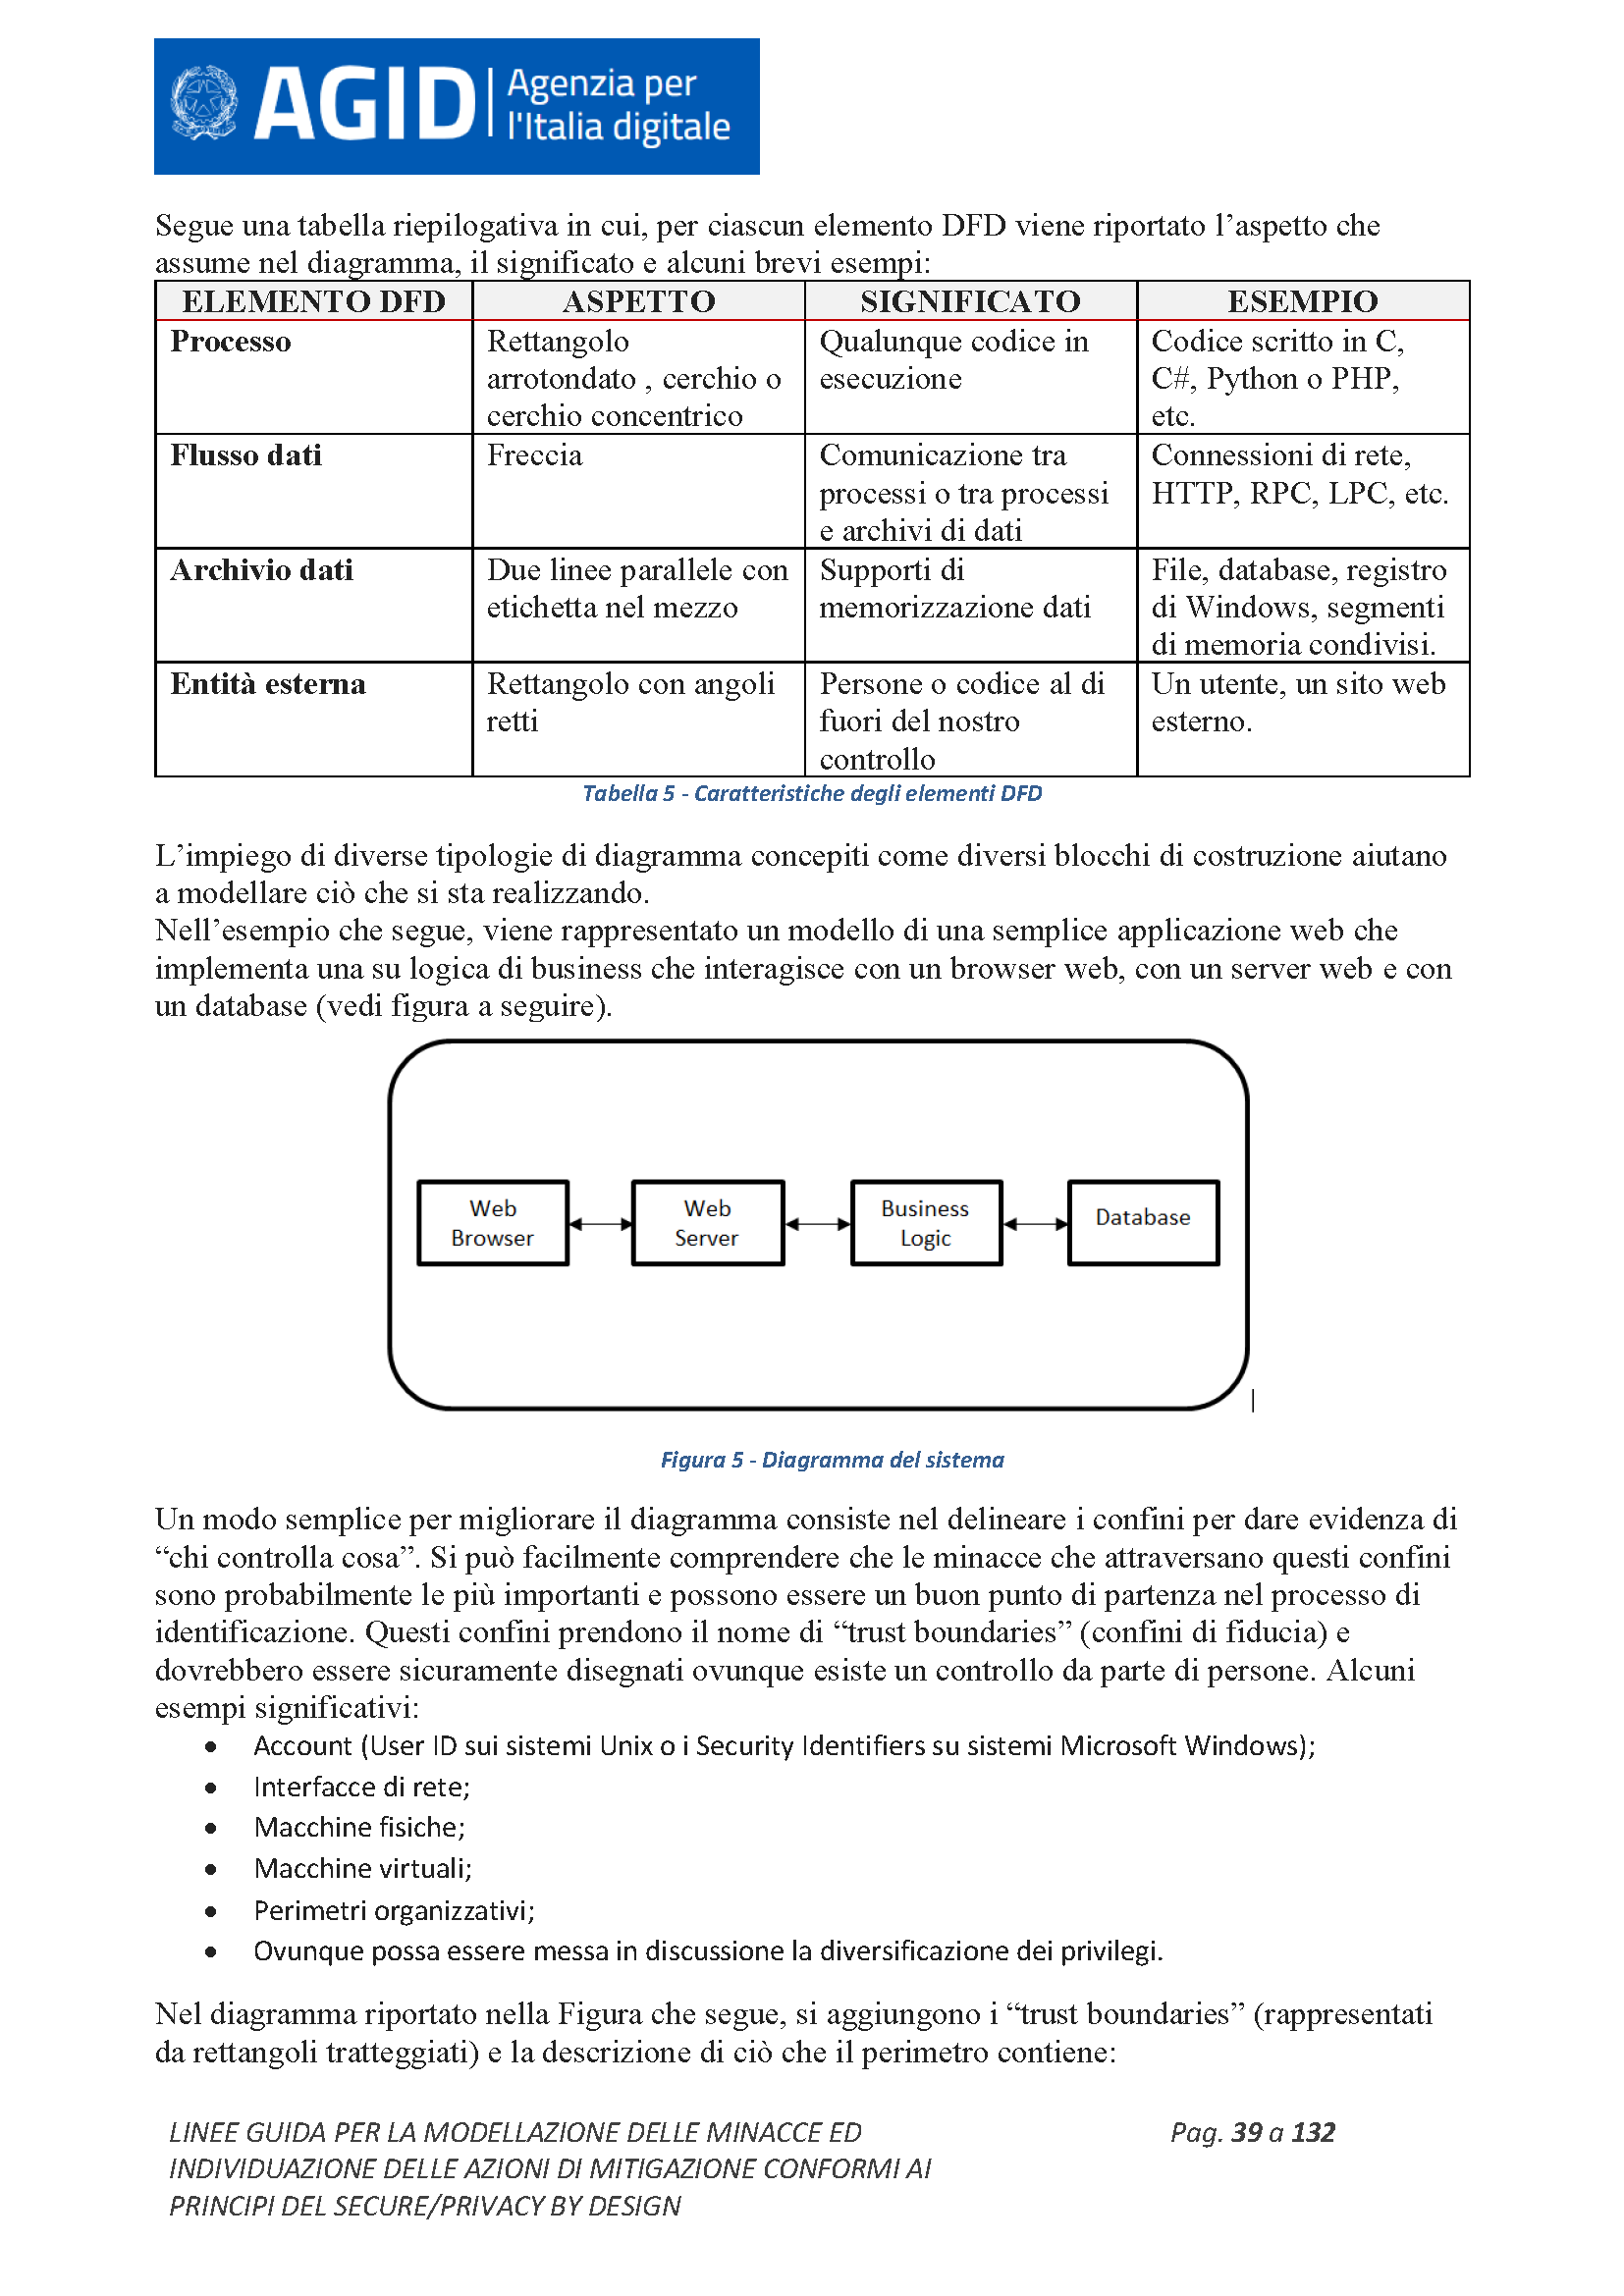 AGID
Agenzia per
l'Italia digitale
Segue una tabella riepilogativa in cui, per ciascun elemento DFD viene riportato l’aspetto che
assume nel diagramma, il significato e alcuni brevi esempi:
ELEMENTO DFD ASPETTO SIGNIFICATO ESEMPIO
Processo
Rettangolo
arrotondato , cerchio o
cerchio concentrico
Qualunque codice in
esecuzione
Codice scritto in C,
C#, Python o PHP,
etc.
Flusso dati
Freccia
Comunicazione tra
processi o tra processi
e archivi di dati
Connessioni di rete,
HTTP, RPC, LPC, etc.
Archivio dati
Due linee parallele con
etichetta nel mezzo
Supporti di
memorizzazione dati
File, database, registro
di Windows, segmenti
di memoria condivisi.
Entità esterna
Rettangolo con angoli
retti
Persone o codice al di
fuori del nostro
controllo
Un utente, un sito web
esterno.
Tabella 5 - Caratteristiche degli elementi DFD
L’impiego di diverse tipologie di diagramma concepiti come diversi blocchi di costruzione aiutano
a modellare ciò che si sta realizzando.
Nell’esempio che segue, viene rappresentato un modello di una semplice applicazione web che
implementa una su logica di business che interagisce con un browser web, con un server web e con
un database (vedi figura a seguire).
Web
Browser
Web
Server
Business
Logic
Database
Figura 5 - Diagramma del sistema
Un modo semplice per migliorare il diagramma consiste nel delineare i confini per dare evidenza di
“chi controlla cosa”. Si può facilmente comprendere che le minacce che attraversano questi confini
sono probabilmente le più importanti e possono essere un buon punto di partenza nel processo di
identificazione. Questi confini prendono il nome di “trust boundaries” (confini di fiducia) e
dovrebbero essere sicuramente disegnati ovunque esiste un controllo da parte di persone. Alcuni
esempi significativi:
• Account (User ID sui sistemi Unix o i Security Identifiers su sistemi Microsoft Windows);
• Interfacce di rete;
• Macchine fisiche;
• Macchine virtuali;
• Perimetri organizzativi;
• Ovunque possa essere messa in discussione la diversificazione dei privilegi.
Nel diagramma riportato nella Figura che segue, si aggiungono i “trust boundaries” (rappresentati
da rettangoli tratteggiati) e la descrizione di ciò che il perimetro contiene:
LINEE GUIDA PER LA MODELLAZIONE DELLE MINACCE ED
INDIVIDUAZIONE DELLE AZIONI DI MITIGAZIONE CONFORMI AI
PRINCIPI DEL SECURE/PRIVACY BY DESIGN
Pag. 39 a 132